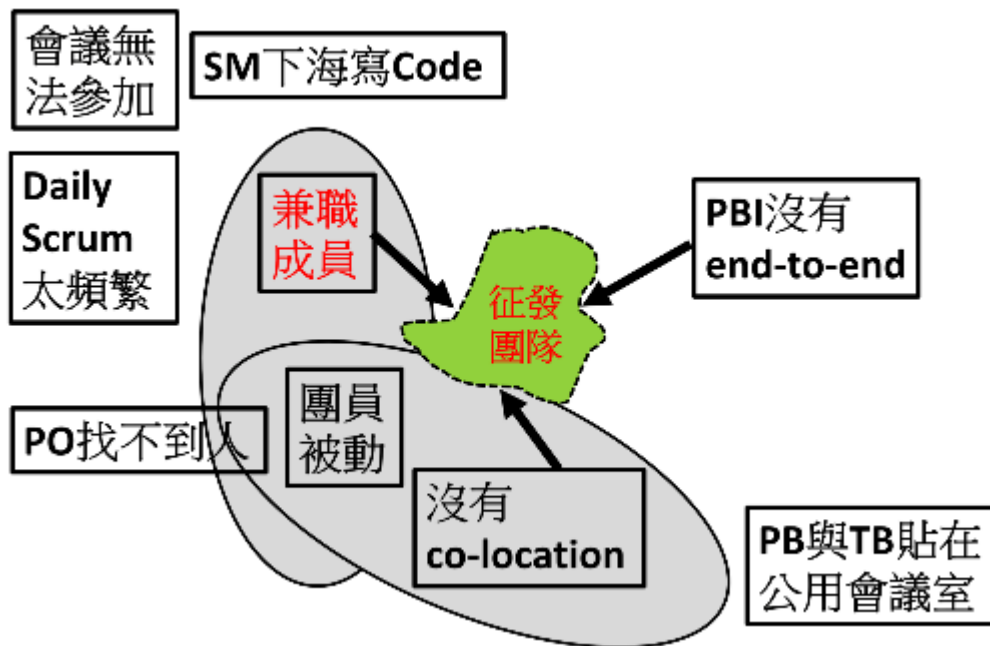 會議無
法參加
SM下海寫Code
Daily
Scrum
太頻繁
兼職
成員
PBI沒有
end-to-end
征發
團隊
團員
被動
PO找不到人
沒有
co-location
PB與TB貼在
公用會議室